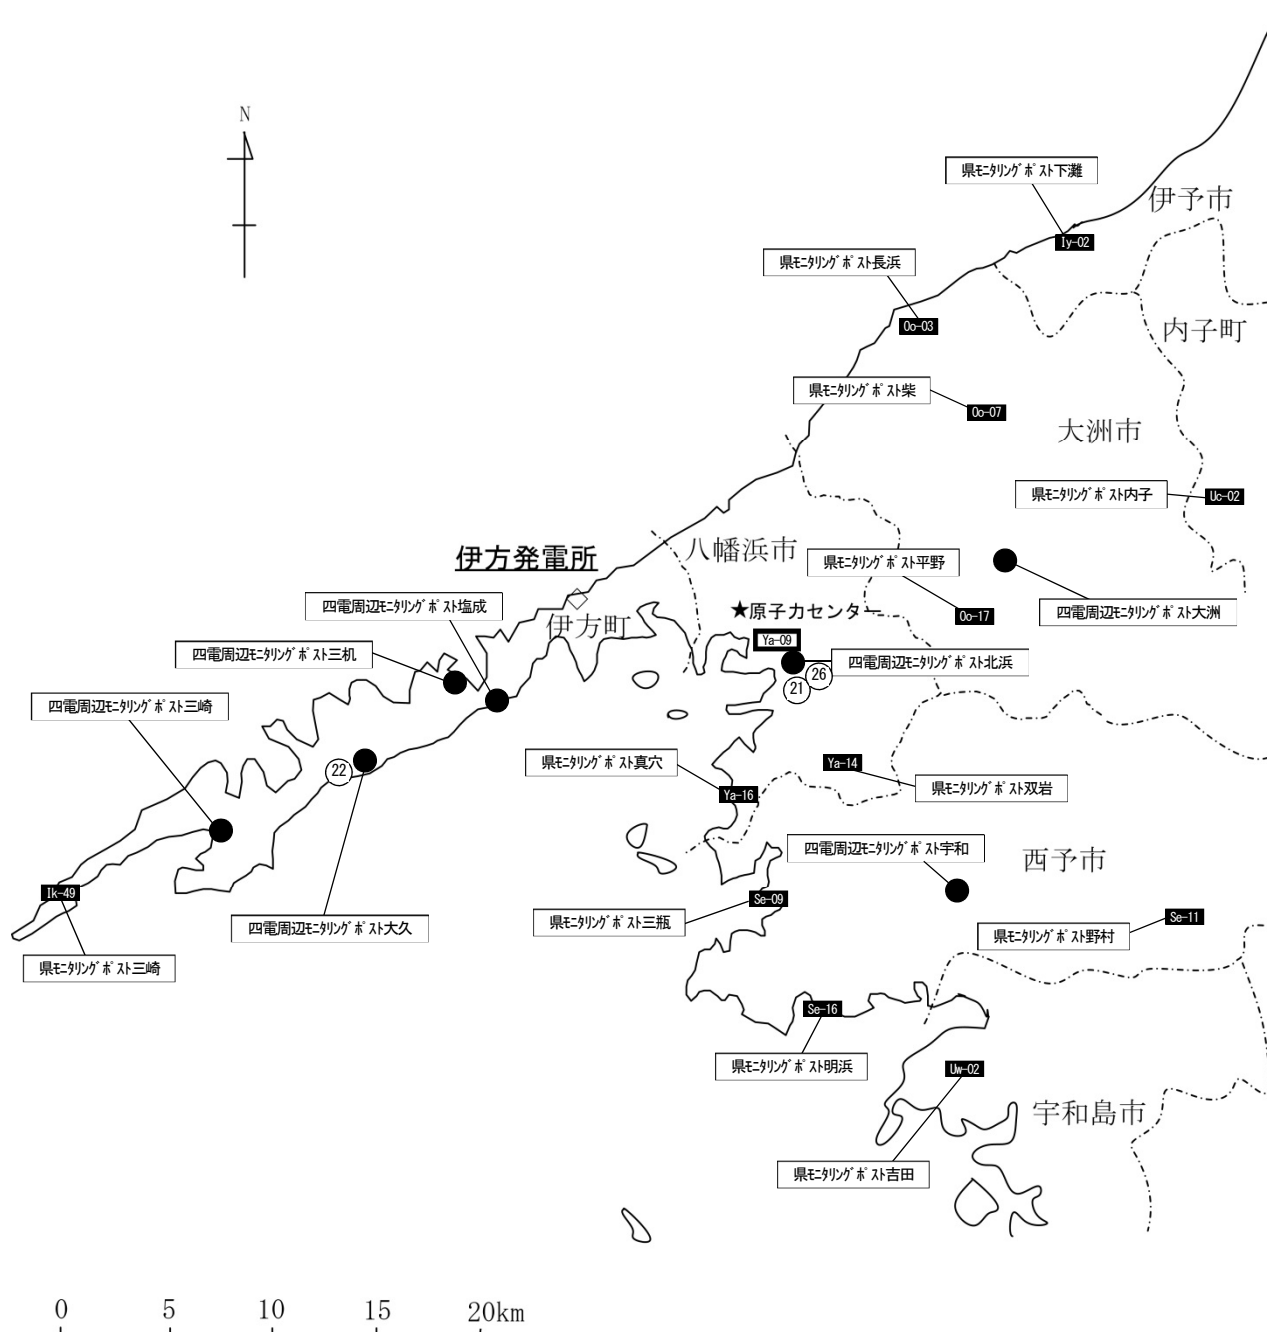 N
県ﾓﾆﾀﾘﾝｸﾞﾎﾟｽﾄ下灘
伊予市
Iy-02
県ﾓﾆﾀﾘﾝｸﾞﾎﾟｽﾄ長浜
Oo-03
内子町
県ﾓﾆﾀﾘﾝｸﾞﾎﾟｽﾄ柴
Oo-07
大洲市
県ﾓﾆﾀﾘﾝｸﾞﾎﾟｽﾄ内子
Uc-02
伊方発電所
八幡浜市
県ﾓﾆﾀﾘﾝｸﾞﾎﾟｽﾄ平野
四電周辺ﾓﾆﾀﾘﾝｸﾞﾎﾟｽﾄ塩成
伊方町
★原子力センター
Oo-17
四電周辺ﾓﾆﾀﾘﾝｸﾞﾎﾟｽﾄ大洲
Ya-09
四電周辺ﾓﾆﾀﾘﾝｸﾞﾎﾟｽﾄ三机
四電周辺ﾓﾆﾀﾘﾝｸﾞﾎﾟｽﾄ北浜
26
21
四電周辺ﾓﾆﾀﾘﾝｸﾞﾎﾟｽﾄ三崎
22
県ﾓﾆﾀﾘﾝｸﾞﾎﾟｽﾄ真穴
Ya-14
Ya-16
県ﾓﾆﾀﾘﾝｸﾞﾎﾟｽﾄ双岩
四電周辺ﾓﾆﾀﾘﾝｸﾞﾎﾟｽﾄ宇和
西予市
Ik-49
Se-09
四電周辺ﾓﾆﾀﾘﾝｸﾞﾎﾟｽﾄ大久
県ﾓﾆﾀﾘﾝｸﾞﾎﾟｽﾄ三瓶
Se-11
県ﾓﾆﾀﾘﾝｸﾞﾎﾟｽﾄ野村
県ﾓﾆﾀﾘﾝｸﾞﾎﾟｽﾄ三崎
Se-16
県ﾓﾆﾀﾘﾝｸﾞﾎﾟｽﾄ明浜
Uw-02
宇和島市
県ﾓﾆﾀﾘﾝｸﾞﾎﾟｽﾄ吉田
0 5 10 15 20km